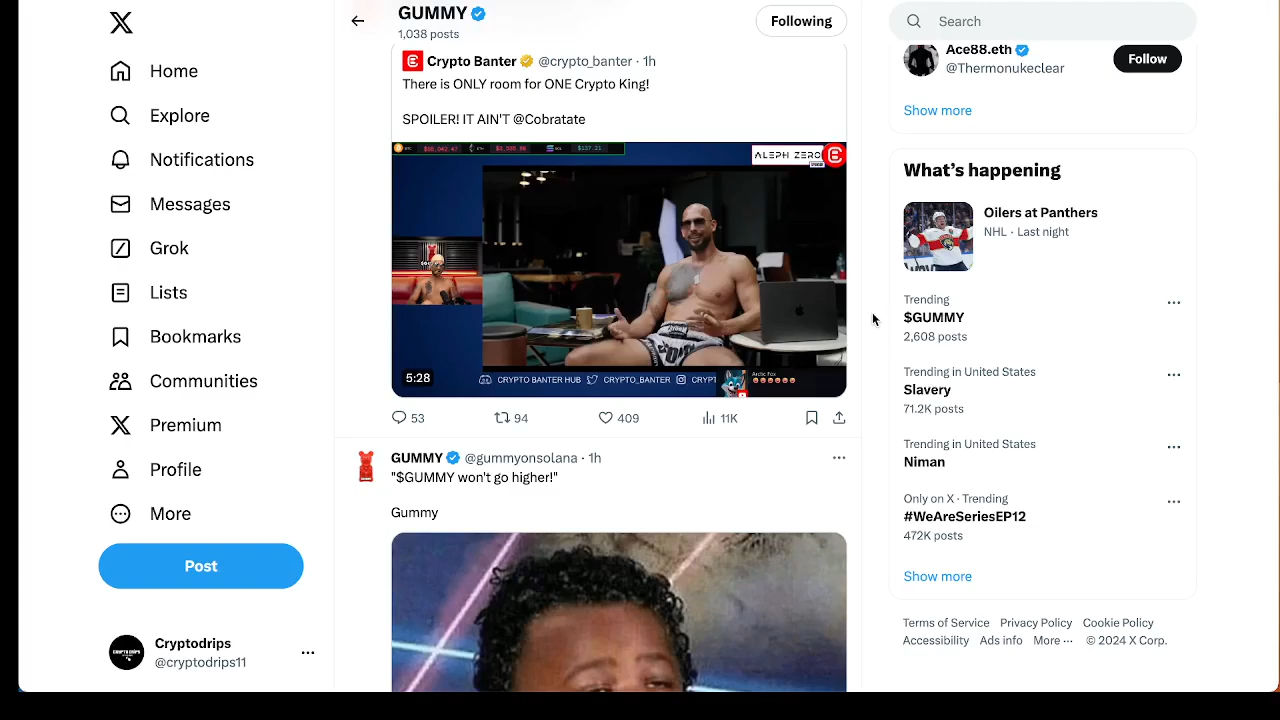 Home
Explore
Notifications
Messages
Grok
Lists
Bookmarks
Communities
Premium
Profile
More
Post
Cryptodrips
@cryptodrips11
GUMMY
1,038 posts
Following
Crypto Banter @crypto_banter · 1h
There is ONLY room for ONE Crypto King!
SPOILER! IT AIN'T @Cobratate
ALEPH ZERO
5:28
CRYPTO BANTER HUB CRYPTO_BANTER CRYPT
Arctic Fox
53 94 409 11K
GUMMY @gummyonsolana · 1h
"$GUMMY won't go higher!"
Gummy
Search
Ace88.eth
@Thermonukeclear
Follow
Show more
What's happening
Oilers at Panthers
NHL · Last night
Trending
$GUMMY
2,608 posts
Trending in United States
Slavery
71.2K posts
Trending in United States
Niman
Only on X · Trending
#WeAreSeriesEP12
472K posts
Show more
Terms of Service Privacy Policy Cookie Policy
Accessibility Ads info More ··· © 2024 X Corp.